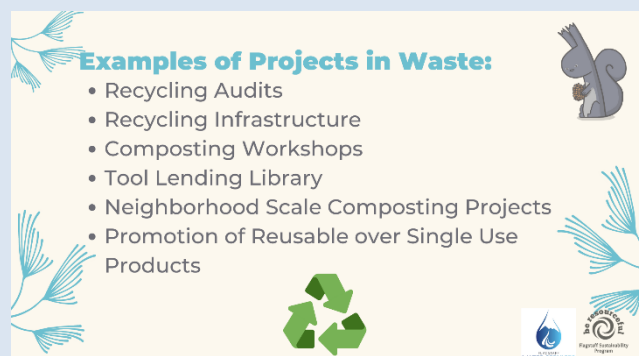 Examples of Projects in Waste:
• Recycling Audits
• Recycling Infrastructure
• Composting Workshops
• Tool Lending Library
• Neighborhood Scale Composting Projects
• Promotion of Reusable over Single Use
Products
be resourceful
Flagstaff Sustainability
Program